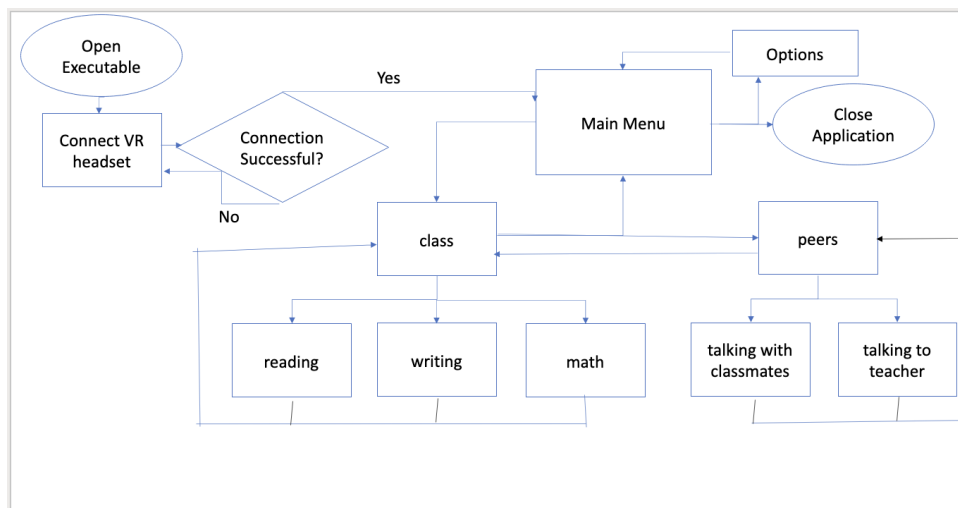 Open
Executable
Connect VR
headset
Connection
Successful?
Yes
No
Main Menu
Options
Close
Application
class
peers
reading
writing
math
talking with
classmates
talking to
teacher